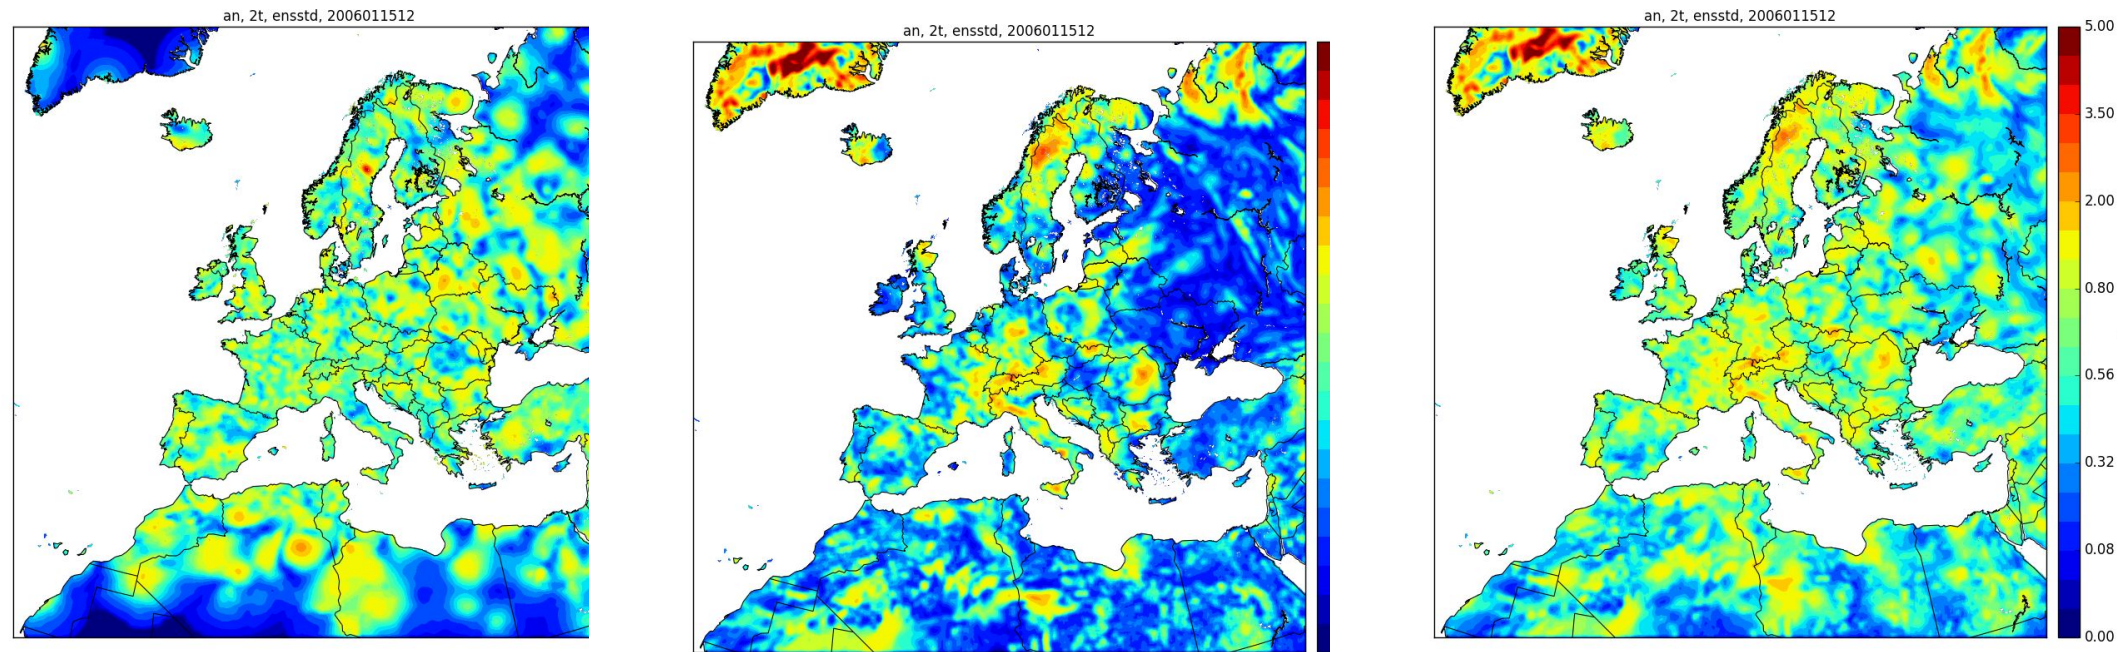 an, 2t, ensstd, 2006011512
an, 2t, ensstd, 2006011512
an, 2t, ensstd, 2006011512
5.00
3.50
2.00
0.80
0.56
0.32
0.08
0.00